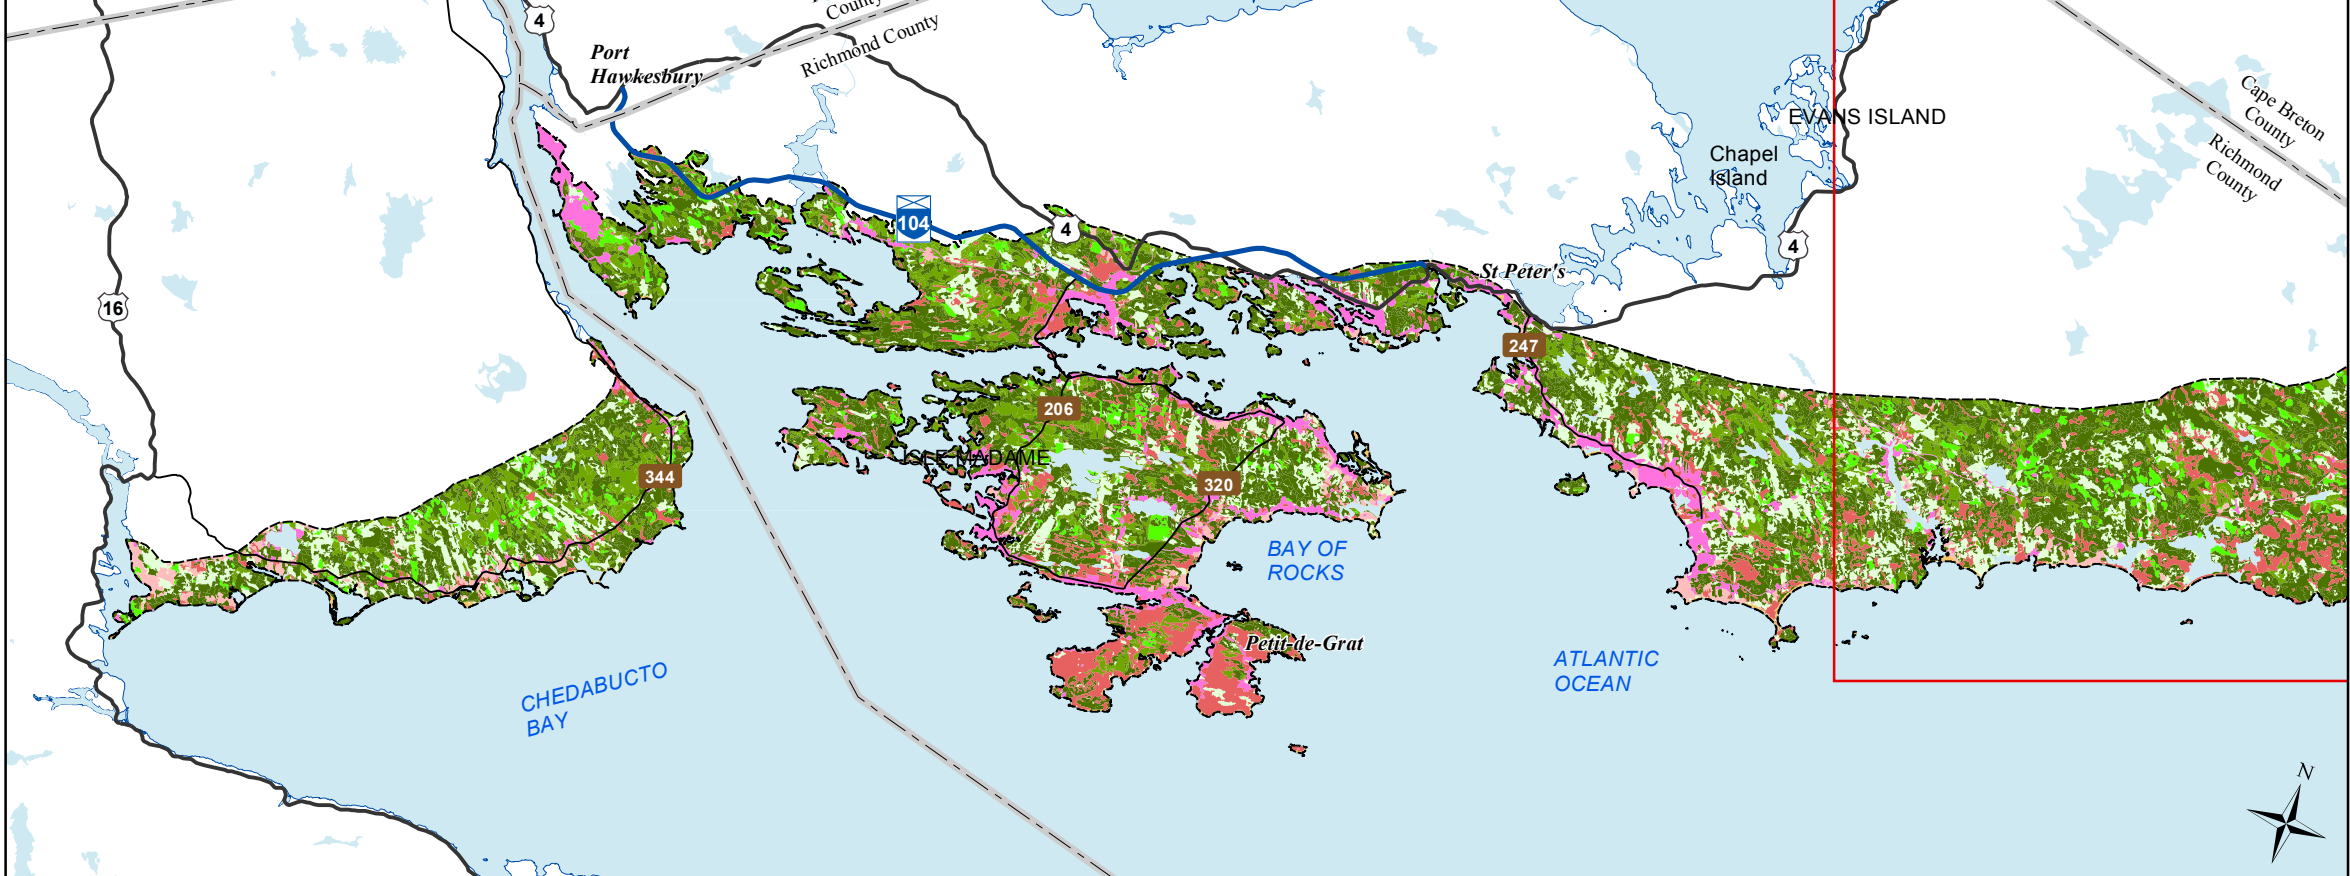 4
County
Richmond County
Port
Hawkesbury
EVANS ISLAND
Chapel
Island
Cape Breton
County
Richmond
County
104
4
4
St Peter's
16
247
206
ISLE MADAME
344
320
BAY OF
ROCKS
Petit-de-Grat
CHEDABUCTO
BAY
ATLANTIC
OCEAN
N